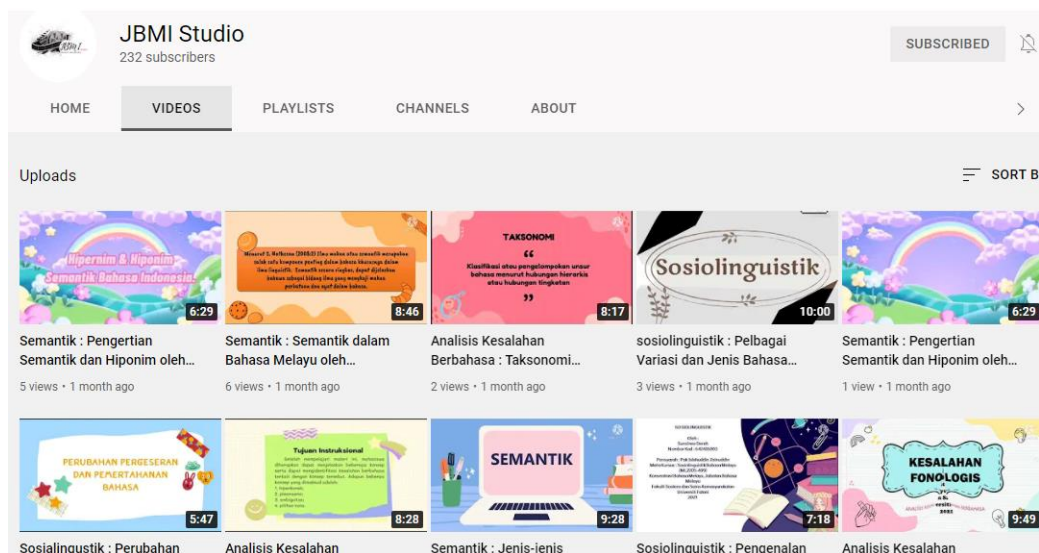 JBMI Studio
232 subscribers
SUBSCRIBED
HOME
VIDEOS
PLAYLISTS
CHANNELS
ABOUT
Uploads
SORT B
Hipernim & Hiponim
Semantik Bahasa Indonesia
6:29
8:46
TAKSONOMI
Klasifikasi atau pengelompokan unsur
bahasa menurut hubungan hierarkis
atau hubungan tingkatan
8:17
Sosiolinguistik
10:00
6:29
Semantik : Pengertian
Semantik dan Hiponim oleh...
5 views • 1 month ago
Semantik : Semantik dalam
Bahasa Melayu oleh...
6 views • 1 month ago
Analisis Kesalahan
Berbahasa : Taksonomi...
2 views • 1 month ago
sosiolinguistik : Pelbagai
Variasi dan Jenis Bahasa...
3 views • 1 month ago
Semantik : Pengertian
Semantik dan Hiponim oleh...
1 view • 1 month ago
PERUBAHAN PERGESERAN
DAN PEMERTAHANAN
BAHASA
5:47
Tujuan Instruksional
8:28
SEMANTIK
9:28
7:18
KESALAHAN
FONOLOGIS
9:49
Sosialingustik : Perubahan
Analisis Kesalahan
Semantik : Jenis-jenis
Sosiolinguistik : Pengenalan
Analisis Kesalahan